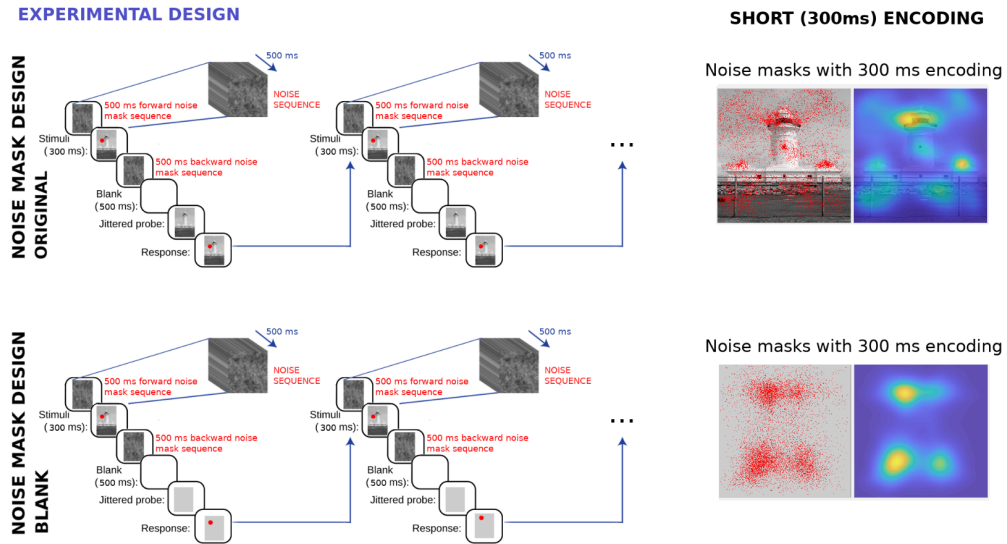 EXPERIMENTAL DESIGN
SHORT (300ms) ENCODING
NOISE MASK DESIGN
ORIGINAL
500 ms
NOISE
SEQUENCE
500 ms forward noise
mask sequence
Stimuli
(300 ms):
500 ms backward noise
mask sequence
Blank
(500 ms):
Jittered probe:
Response:
500 ms
NOISE
SEQUENCE
500 ms forward noise
mask sequence
Stimuli
(300 ms):
500 ms backward noise
mask sequence
Blank
(500 ms):
Jittered probe:
Response:
...
Noise masks with 300 ms encoding
NOISE MASK DESIGN
BLANK
500 ms
NOISE
SEQUENCE
500 ms forward noise
mask sequence
Stimuli
(300 ms):
500 ms backward noise
mask sequence
Blank
(500 ms):
Jittered probe:
Response:
500 ms
NOISE
SEQUENCE
500 ms forward noise
mask sequence
Stimuli
(300 ms):
500 ms backward noise
mask sequence
Blank
(500 ms):
Jittered probe:
Response:
...
Noise masks with 300 ms encoding